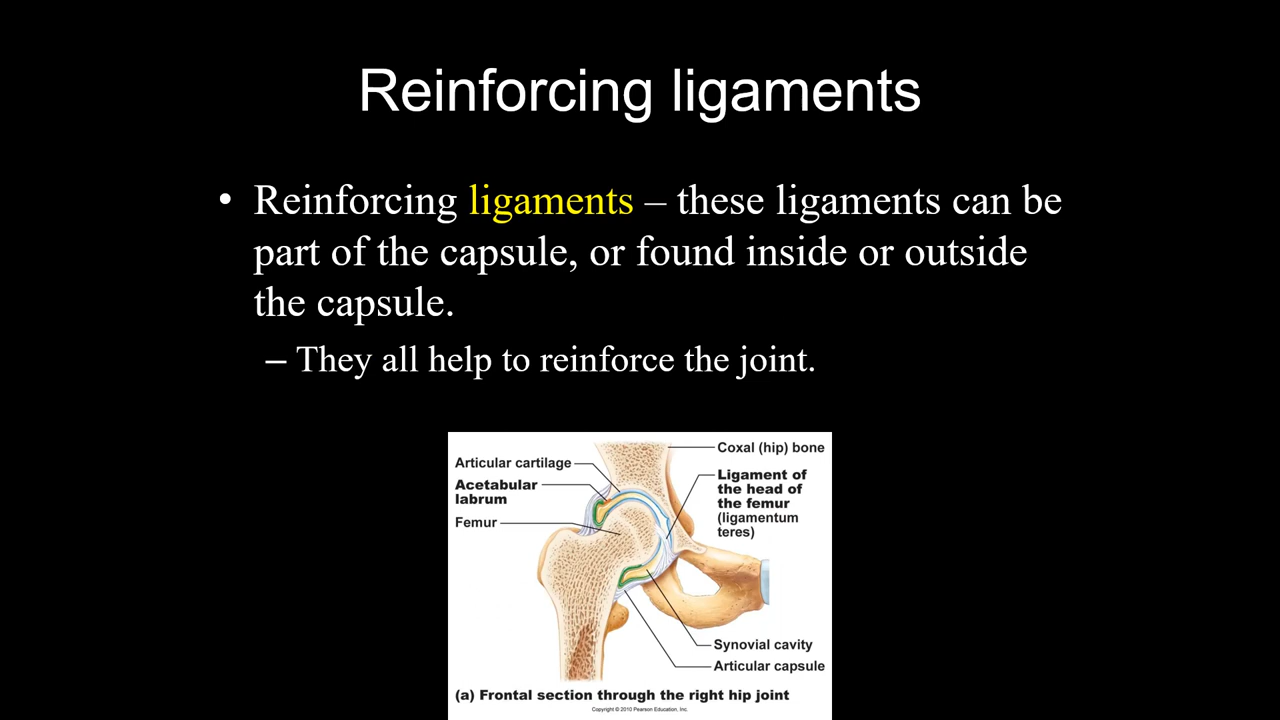 Reinforcing ligaments
• Reinforcing ligaments – these ligaments can be
part of the capsule, or found inside or outside
the capsule.
– They all help to reinforce the joint.
Articular cartilage
Acetabular
labrum
Femur
Coxal (hip) bone
Ligament of
the head of
the femur
(ligamentum
teres)
Synovial cavity
Articular capsule
(a) Frontal section through the right hip joint
Copyright © 2010 Pearson Education, Inc.